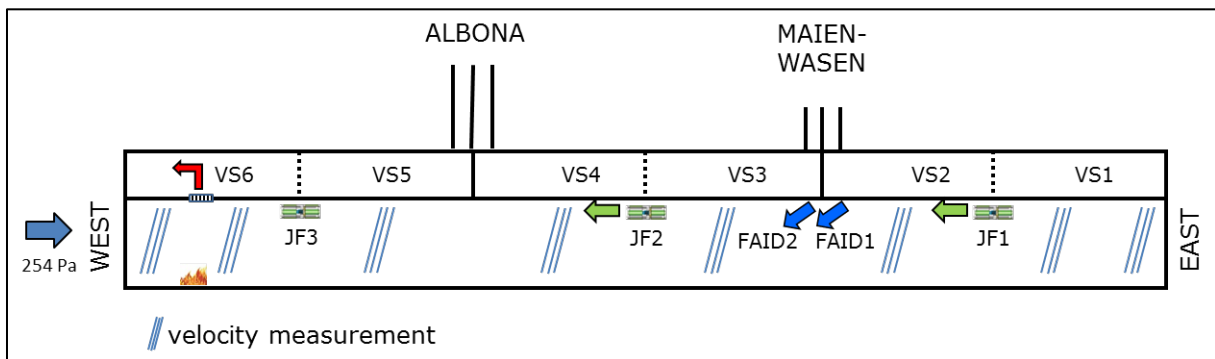 ALBONA
MAIEN-
WASEN
VS6
VS5
VS4
VS3
VS2
VS1
WEST
254 Pa
JF3
JF2
FAID2
FAID1
JF1
EAST
velocity measurement